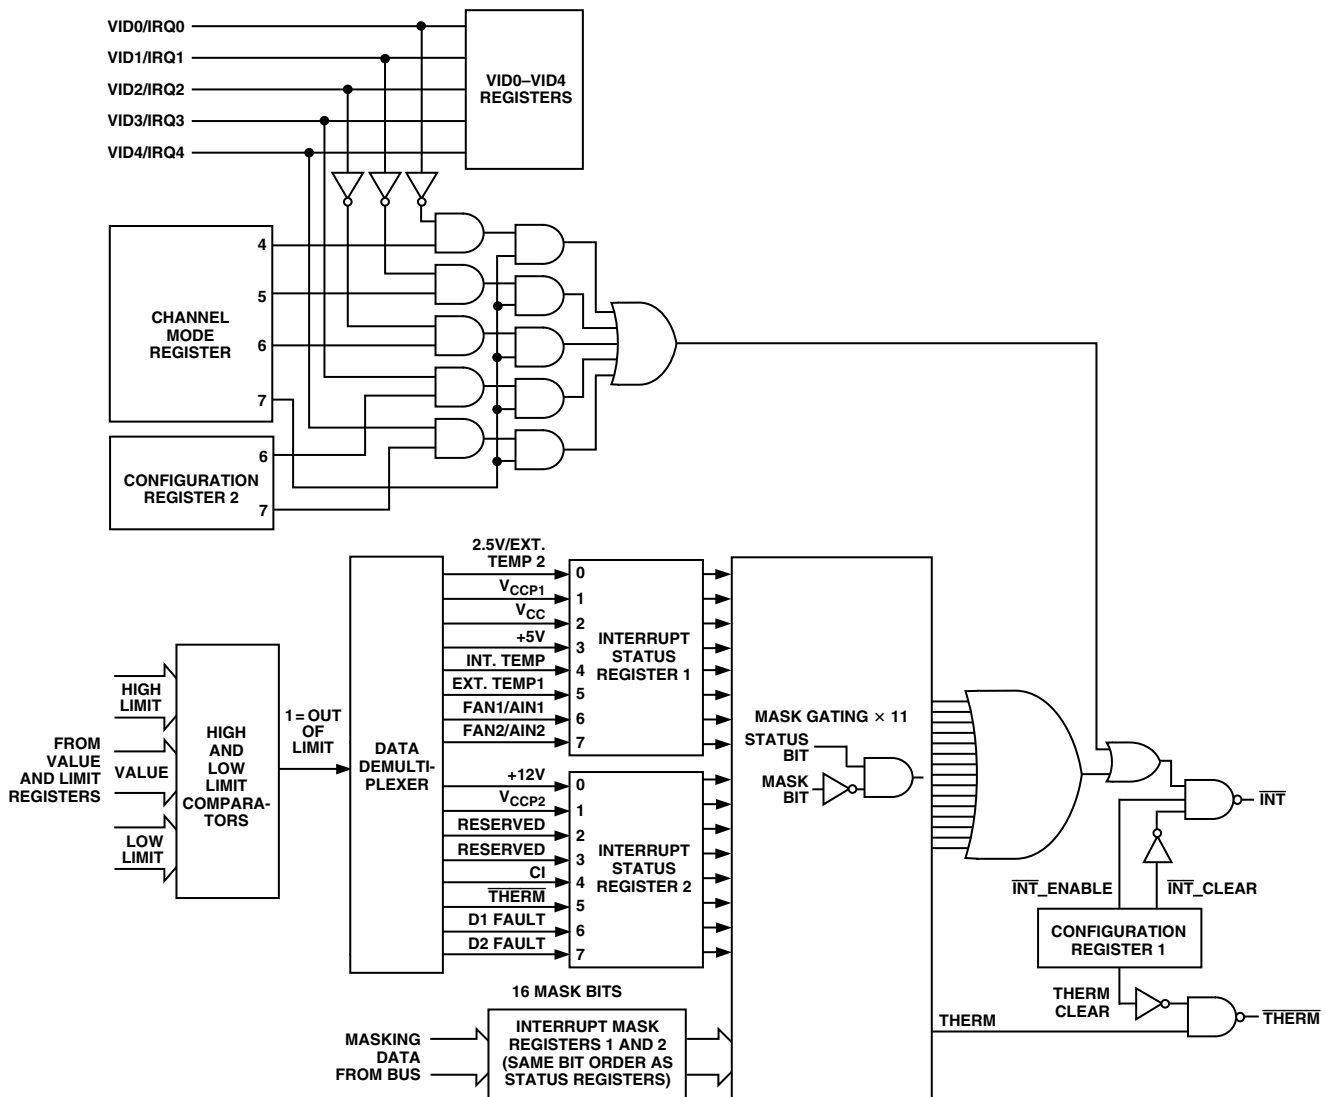 VID0/IRQ0
VID1/IRQ1
VID2/IRQ2
VID3/IRQ3
VID4/IRQ4
VID0–VID4
REGISTERS
4
5
6
7
CHANNEL
MODE
REGISTER
6
7
CONFIGURATION
REGISTER 2
FROM
VALUE
AND LIMIT
REGISTERS
HIGH
LIMIT
VALUE
LOW
LIMIT
HIGH
AND
LOW
LIMIT
COMPARA-
TORS
1 = OUT
OF
LIMIT
DATA
DEMULTI-
PLEXER
2.5V/EXT.
TEMP 2
VCCP1
VCC
+5V
INT. TEMP
EXT. TEMP1
FAN1/AIN1
FAN2/AIN2
0
1
2
3
4
5
6
7
INTERRUPT
STATUS
REGISTER 1
+12V
VCCP2
RESERVED
RESERVED
CI
T̅H̅E̅R̅M̅
D1 FAULT
D2 FAULT
0
1
2
3
4
5
6
7
INTERRUPT
STATUS
REGISTER 2
MASK GATING × 11
STATUS
BIT
MASK
BIT
I̅N̅T̅
I̅N̅T̅_ENABLE
I̅N̅T̅_CLEAR
CONFIGURATION
REGISTER 1
THERM
CLEAR
THERM
T̅H̅E̅R̅M̅
16 MASK BITS
MASKING
DATA
FROM BUS
INTERRUPT MASK
REGISTERS 1 AND 2
(SAME BIT ORDER AS
STATUS REGISTERS)